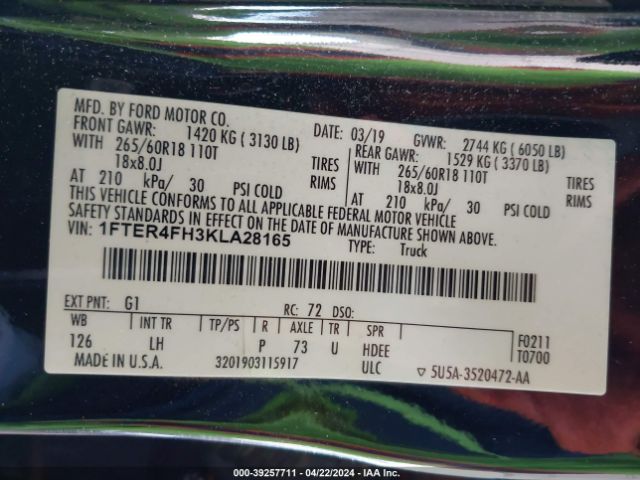 MFD. BY FORD MOTOR CO.
DATE: 03/19 GVWR: 2744 KG ( 6050 LB)
FRONT GAWR: 1420 KG ( 3130 LB) REAR GAWR: 1529 KG ( 3370 LB)
WITH 265/60R18 110T TIRES WITH 265/60R18 110T TIRES
18x8.0J RIMS 18x8.0J RIMS
AT 210 kPa/ 30 PSI COLD AT 210 kPa/ 30 PSI COLD
THIS VEHICLE CONFORMS TO ALL APPLICABLE FEDERAL MOTOR VEHICLE
SAFETY STANDARDS IN EFFECT ON THE DATE OF MANUFACTURE SHOWN ABOVE.
VIN: 1FTER4FH3KLA28165
TYPE: Truck
EXT PNT: G1 RC: 72 DSO:
WB INT TR TP/PS R AXLE TR SPR F0211
126 LH P 73 U HDEE T0700
MADE IN U.S.A. 3201903115917 ULC 5U5A-3520472-AA
000-39257711 - 04/22/2024 - IAA Inc.